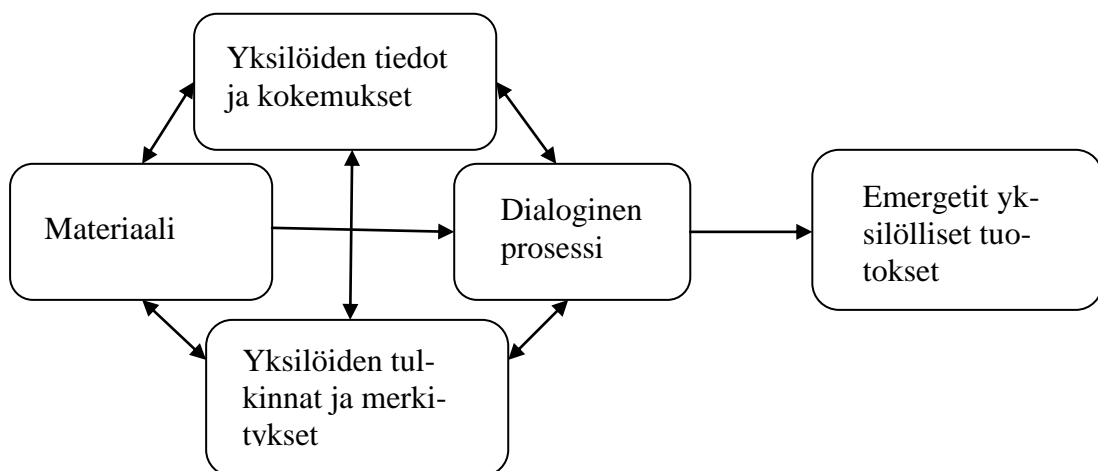 Yksilöiden tiedot
ja kokemukset
Materiaali
Dialoginen
prosessi
Emergetit yk-
silölliset tuo-
tokset
Yksilöiden tul-
kinnat ja merki-
tykset